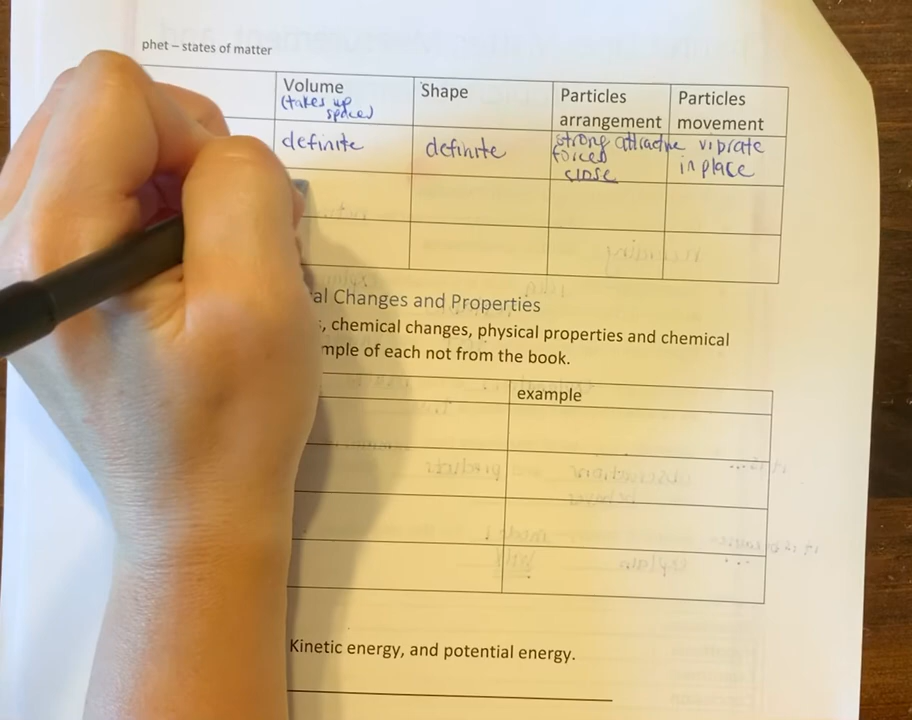 phet – states of matter
Volume
(takes up
space)
Shape
Particles
arrangement
Particles
movement
definite
definite
strong attractive
forces
close
vibrate
in place
al Changes and Properties
, chemical changes, physical properties and chemical
mple of each not from the book.
example
Kinetic energy, and potential energy.